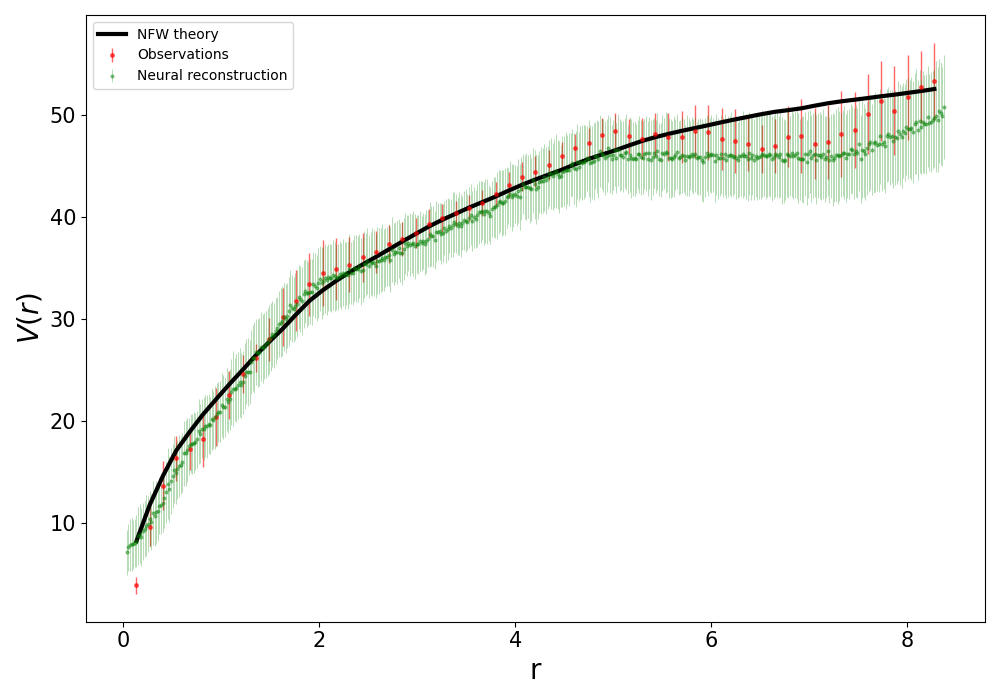 NFW theory
Observations
Neural reconstruction
50
40
30
20
10
V(r)
0 2 4 6 8
r